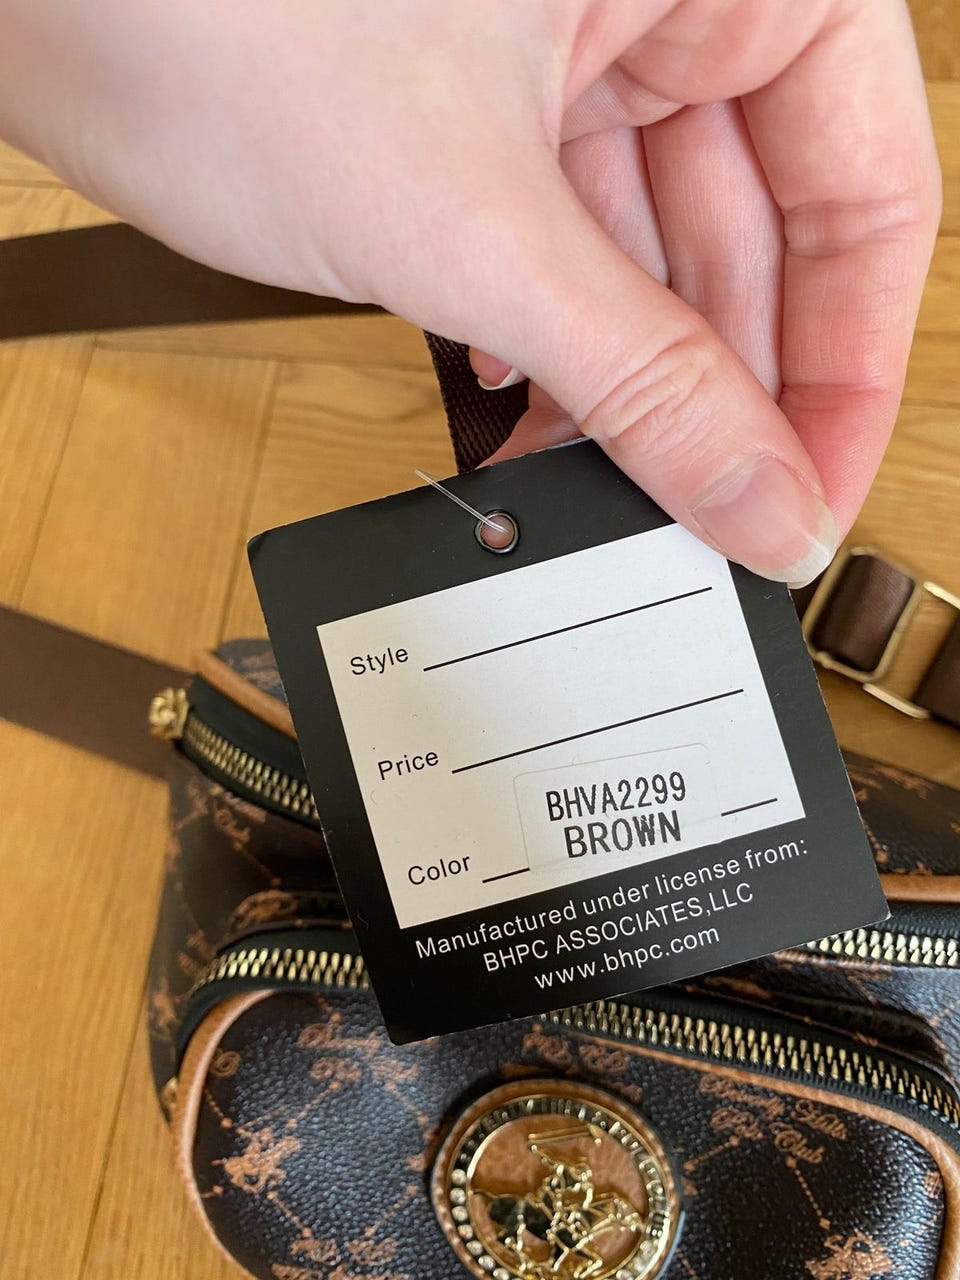 Style
Price
BHVA2299
BROWN
Color
Manufactured under license from:
BHPC ASSOCIATES,LLC
www.bhpc.com